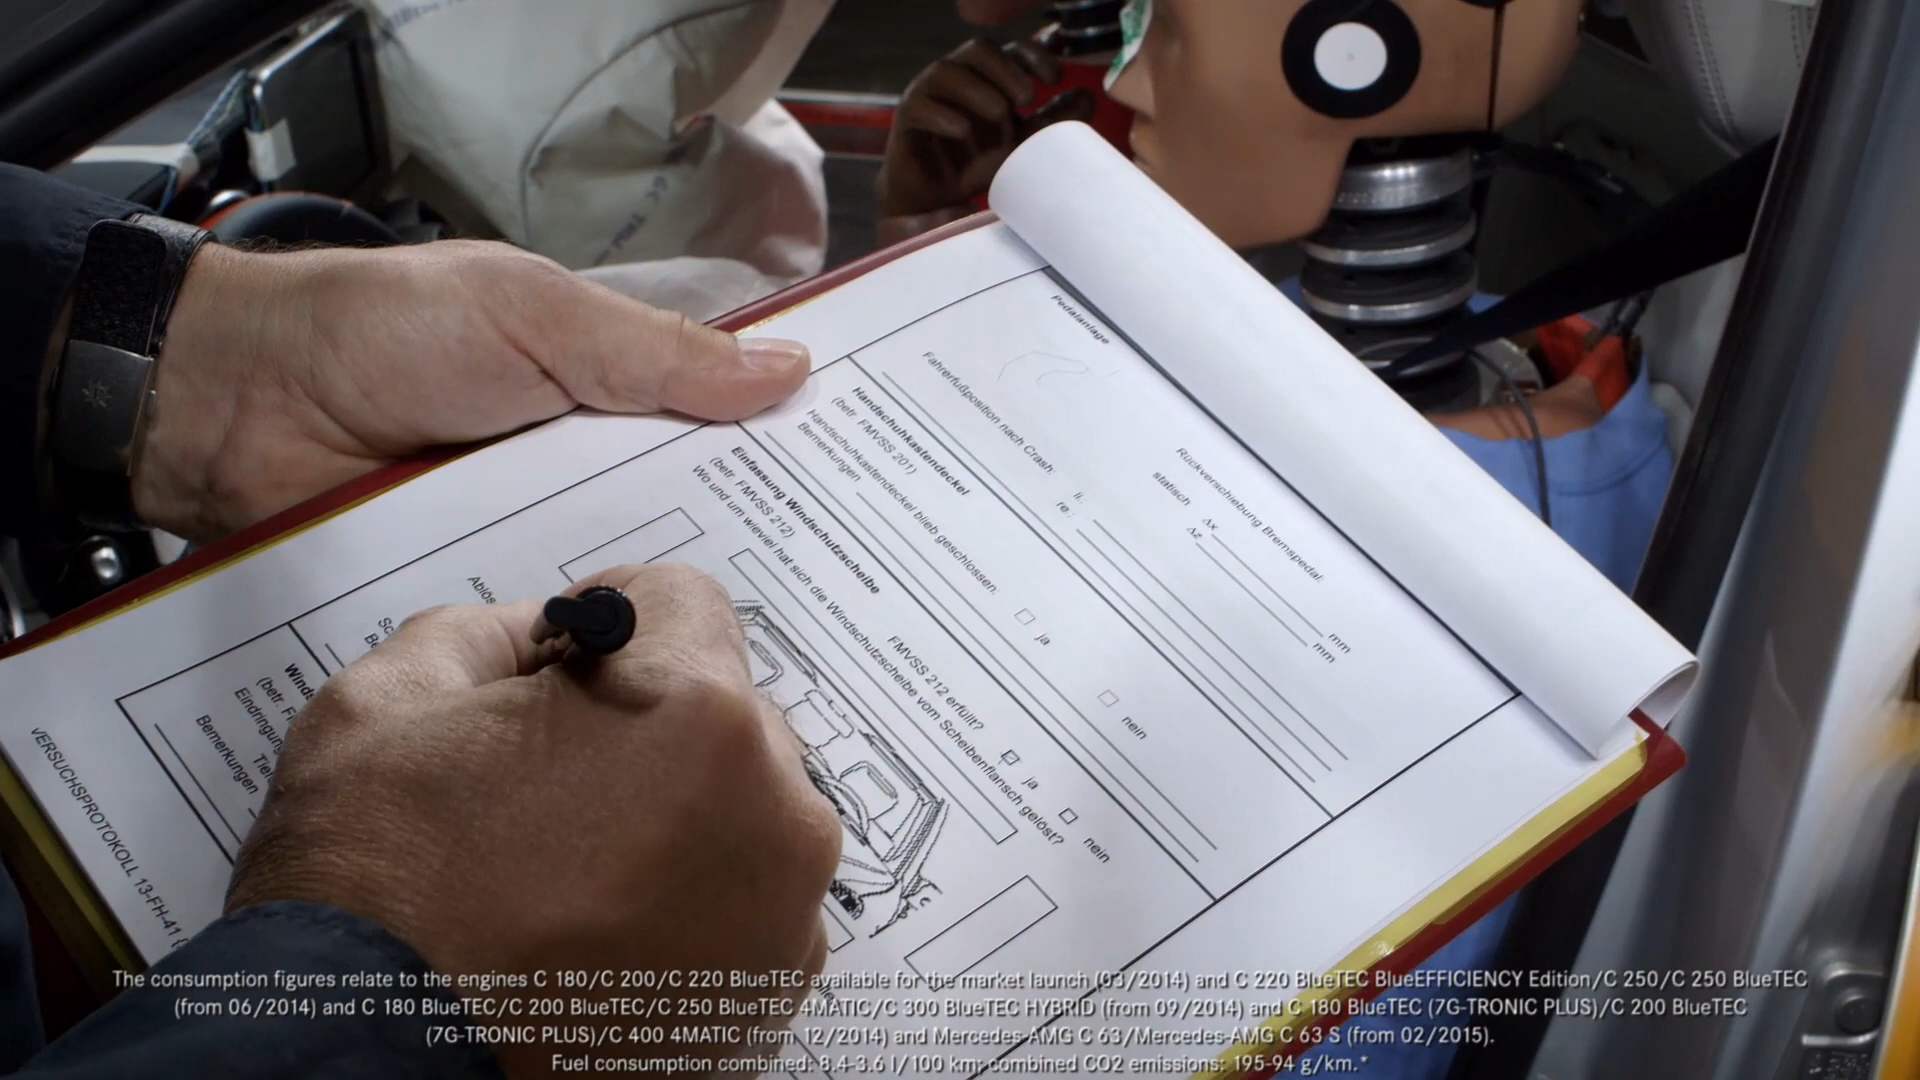 Pedalanlage
Rückverschiebung Bremspedal:
statisch Δx mm
Δz mm
Fahrerfußposition nach Crash: li.:
re.:
Handschuhkastendeckel
(betr. FMVSS 201)
Handschuhkastendeckel blieb geschlossen: ja nein
Bemerkungen
Einfassung Windschutzscheibe
(betr. FMVSS 212) FMVSS 212 erfüllt? ja nein
Wo und um wieviel hat sich die Windschutzscheibe vom Scheibenflansch gelöst?
Bemerkungen
VERSUCHSPROTOKOLL 13-FH-41
The consumption figures relate to the engines C 180/C 200/C 220 BlueTEC available for the market launch (03/2014) and C 220 BlueTEC BlueEFFICIENCY Edition/C 250/C 250 BlueTEC
(from 06/2014) and C 180 BlueTEC/C 200 BlueTEC/C 250 BlueTEC 4MATIC/C 300 BlueTEC HYBRID (from 09/2014) and C 180 BlueTEC (7G-TRONIC PLUS)/C 200 BlueTEC
(7G-TRONIC PLUS)/C 400 4MATIC (from 12/2014) and Mercedes-AMG C 63/Mercedes-AMG C 63 S (from 02/2015).
Fuel consumption combined: 8.4-3.6 l/100 km; combined CO2 emissions: 195-94 g/km.*